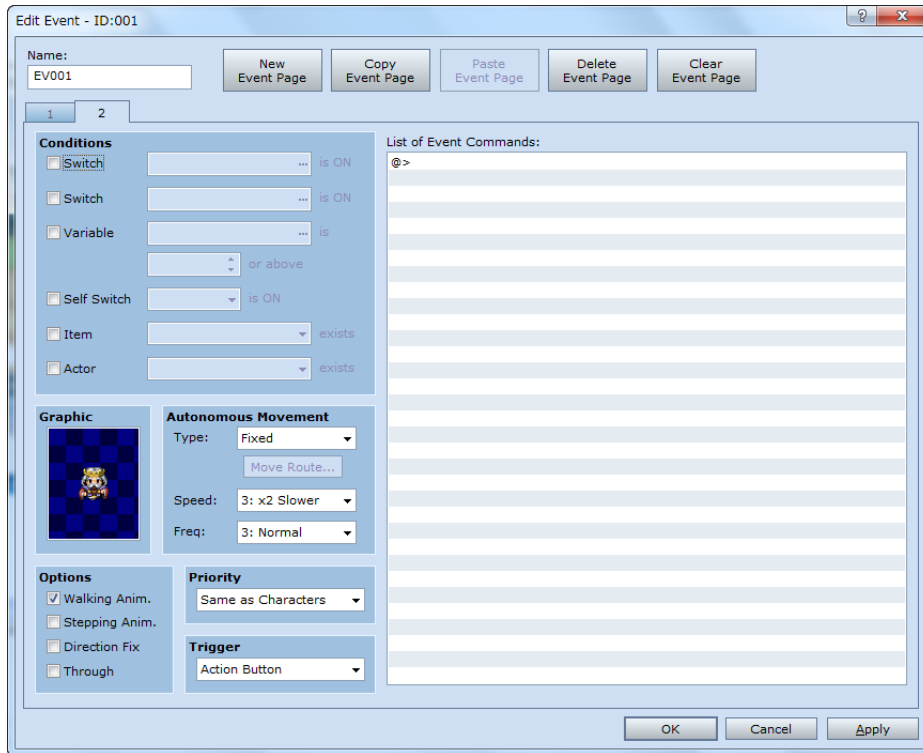 Edit Event - ID:001
Name:
EV001
New Event Page
Copy Event Page
Paste Event Page
Delete Event Page
Clear Event Page
1 2
Conditions
Switch ... is ON
Switch ... is ON
Variable ... is
or above
Self Switch is ON
Item exists
Actor exists
Graphic
Autonomous Movement
Type: Fixed
Move Route...
Speed: 3: x2 Slower
Freq: 3: Normal
Options
Walking Anim.
Stepping Anim.
Direction Fix
Through
Priority
Same as Characters
Trigger
Action Button
List of Event Commands:
@>
OK Cancel Apply